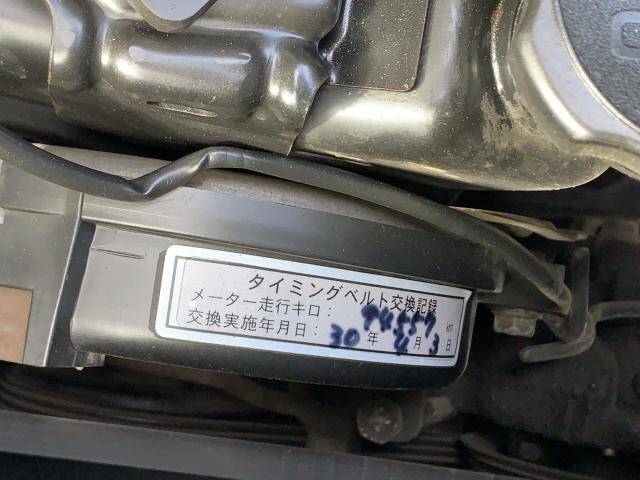 タイミングベルト交換記録
メーター走行キロ： 94557 km
交換実施年月日： 30 年 4 月 3 日